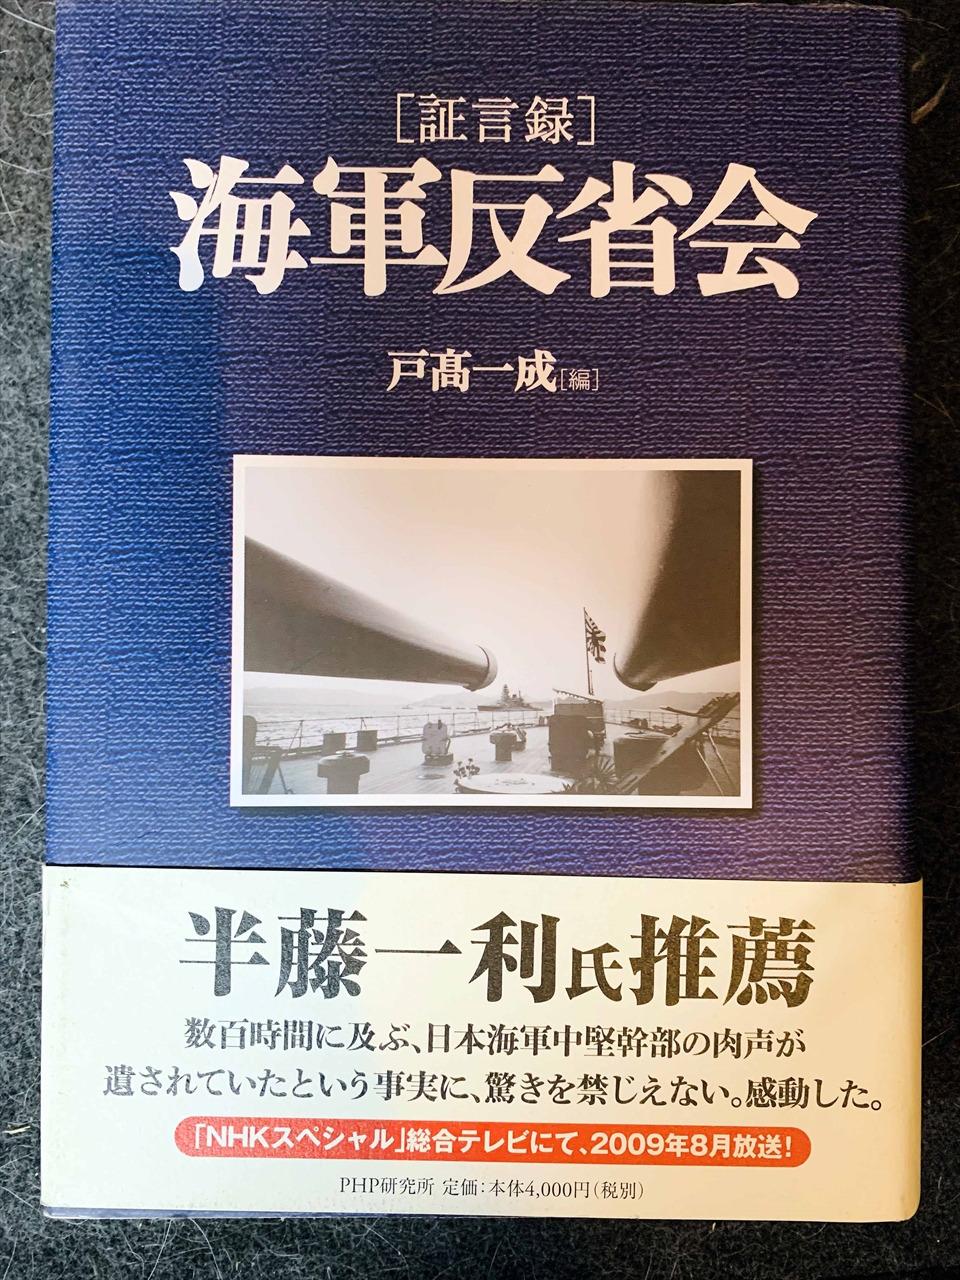 [証言録]
海軍反省会
戸髙一成[編]
半藤一利氏推薦
数百時間に及ぶ、日本海軍中堅幹部の肉声が
遺されていたという事実に、驚きを禁じえない。感動した。
「NHKスペシャル」総合テレビにて、2009年8月放送!
PHP研究所 定価:本体4,000円(税別)